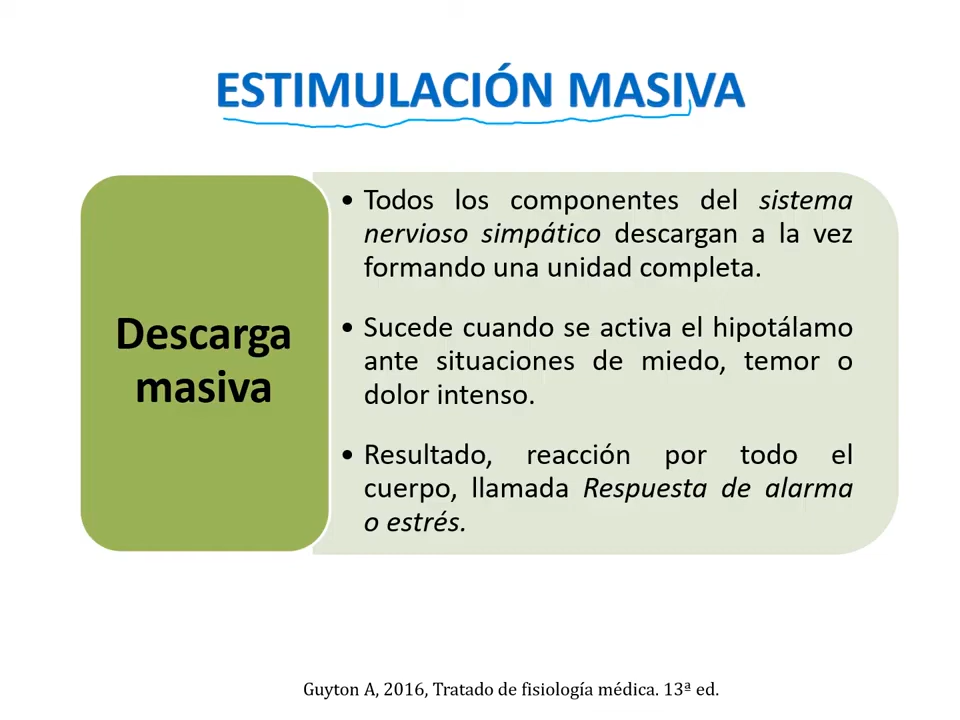 ESTIMULACIÓN MASIVA
Descarga
masiva
• Todos los componentes del sistema
nervioso simpático descargan a la vez
formando una unidad completa.
• Sucede cuando se activa el hipotálamo
ante situaciones de miedo, temor o
dolor intenso.
• Resultado, reacción por todo el
cuerpo, llamada Respuesta de alarma
o estrés.
Guyton A, 2016, Tratado de fisiología médica. 13ª ed.